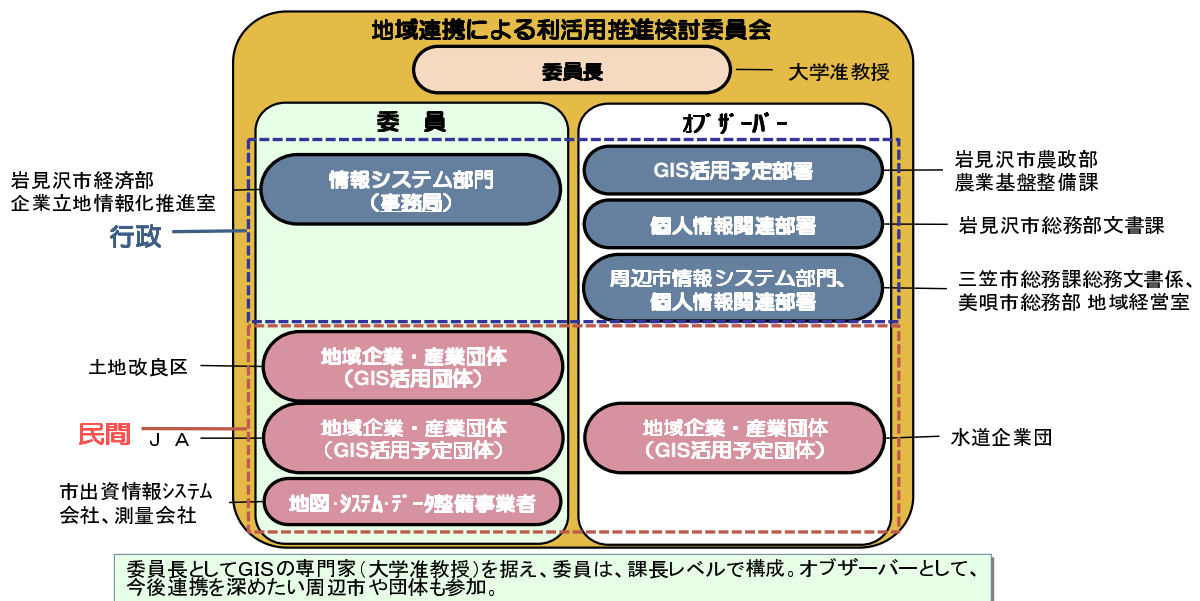 地域連携による利活用推進検討委員会
委員長
大学准教授
委　員
オブザーバー
岩見沢市経済部
企業立地情報化推進室
行政
情報システム部門
（事務局）
GIS活用予定部署
岩見沢市農政部
農業基盤整備課
個人情報関連部署
岩見沢市総務部文書課
周辺市情報システム部門、
個人情報関連部署
三笠市総務課総務文書係、
美唄市総務部 地域経営室
土地改良区
地域企業・産業団体
（GIS活用団体）
民間
ＪＡ
地域企業・産業団体
（GIS活用予定団体）
地域企業・産業団体
（GIS活用予定団体）
水道企業団
市出資情報ｼｽﾃﾑ
会社、測量会社
地図・ｼｽﾃﾑ・ﾃﾞｰﾀ整備事業者
委員長としてGISの専門家（大学准教授）を据え、委員は、課長レベルで構成。オブザーバーとして、
今後連携を深めたい周辺市や団体も参加。